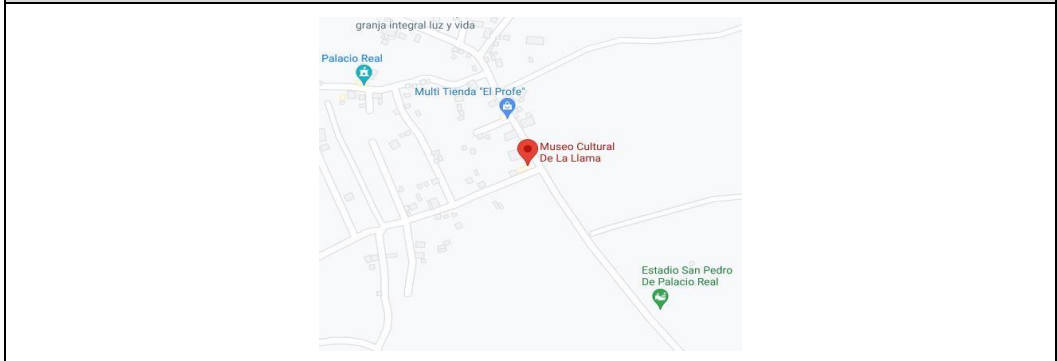 granja integral luz y vida
Palacio Real
Multi Tienda "El Profe"
Museo Cultural
De La Llama
Estadio San Pedro
De Palacio Real